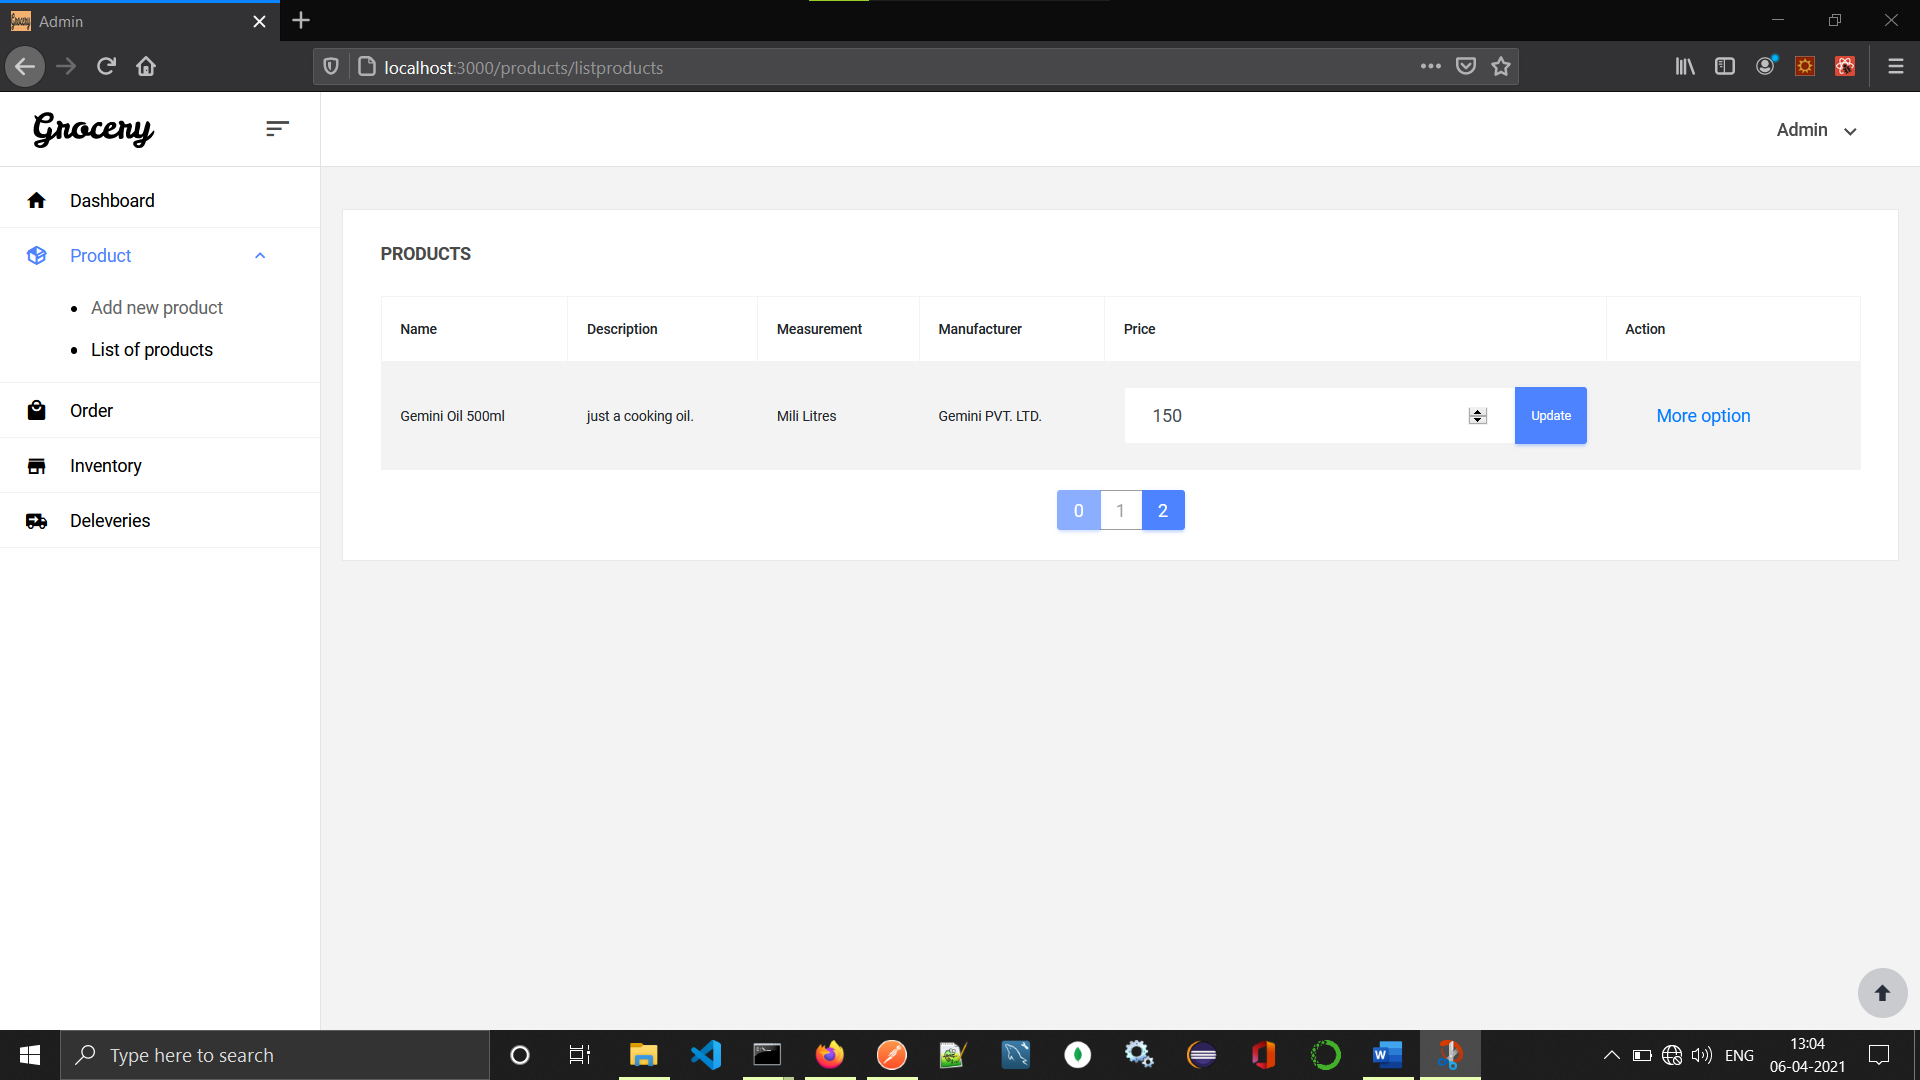 Admin
localhost:3000/products/listproducts
Grocery
Admin
Dashboard
Product
Add new product
List of products
Order
Inventory
Deleveries
PRODUCTS
Name Description Measurement Manufacturer Price Action
Gemini Oil 500ml just a cooking oil. Mili Litres Gemini PVT. LTD. 150 Update More option
0 1 2
Type here to search
ENG
13:04
06-04-2021